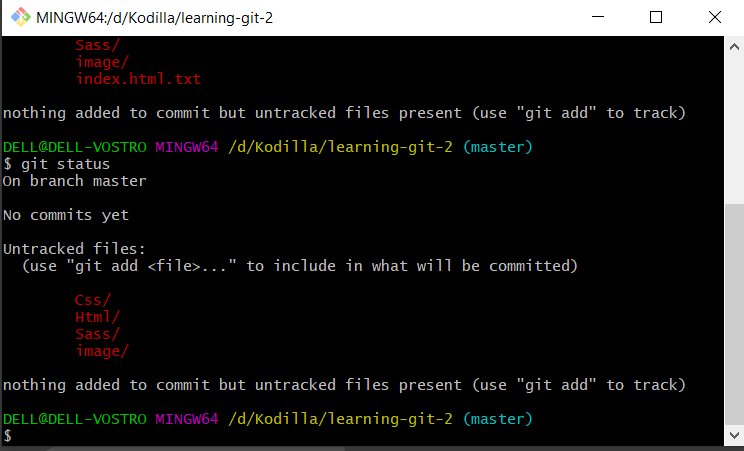 MINGW64:/d/Kodilla/learning-git-2
Sass/
image/
index.html.txt
nothing added to commit but untracked files present (use "git add" to track)
DELL@DELL-VOSTRO MINGW64 /d/Kodilla/learning-git-2 (master)
$ git status
On branch master
No commits yet
Untracked files:
(use "git add <file>..." to include in what will be committed)
Css/
Html/
Sass/
image/
nothing added to commit but untracked files present (use "git add" to track)
DELL@DELL-VOSTRO MINGW64 /d/Kodilla/learning-git-2 (master)
$